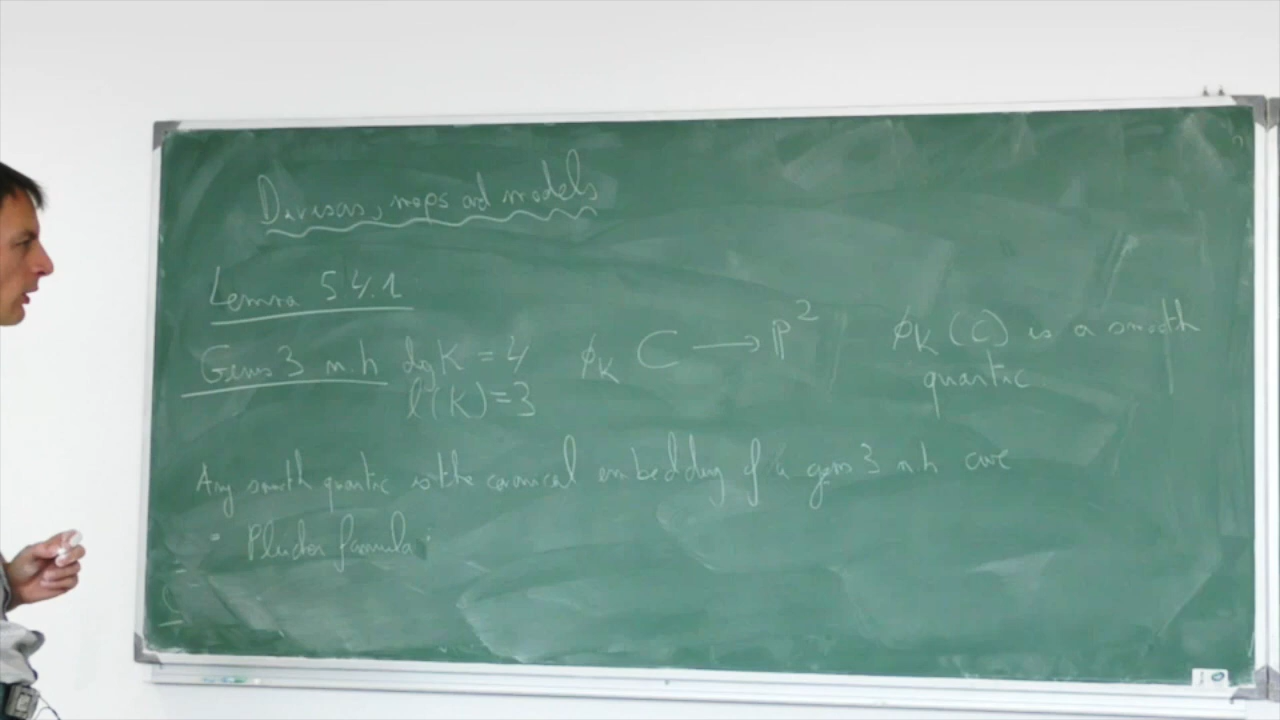 Divisors, maps and models
Lemma 5.4.1
Genus 3 n.h deg K = 4 ϕ_K C ⟶ ℙ² ϕ_K (C) is a smooth
l(K)=3 quartic
Any smooth quartic is the canonical embedding of a genus 3 n.h curve
Plücker formula: